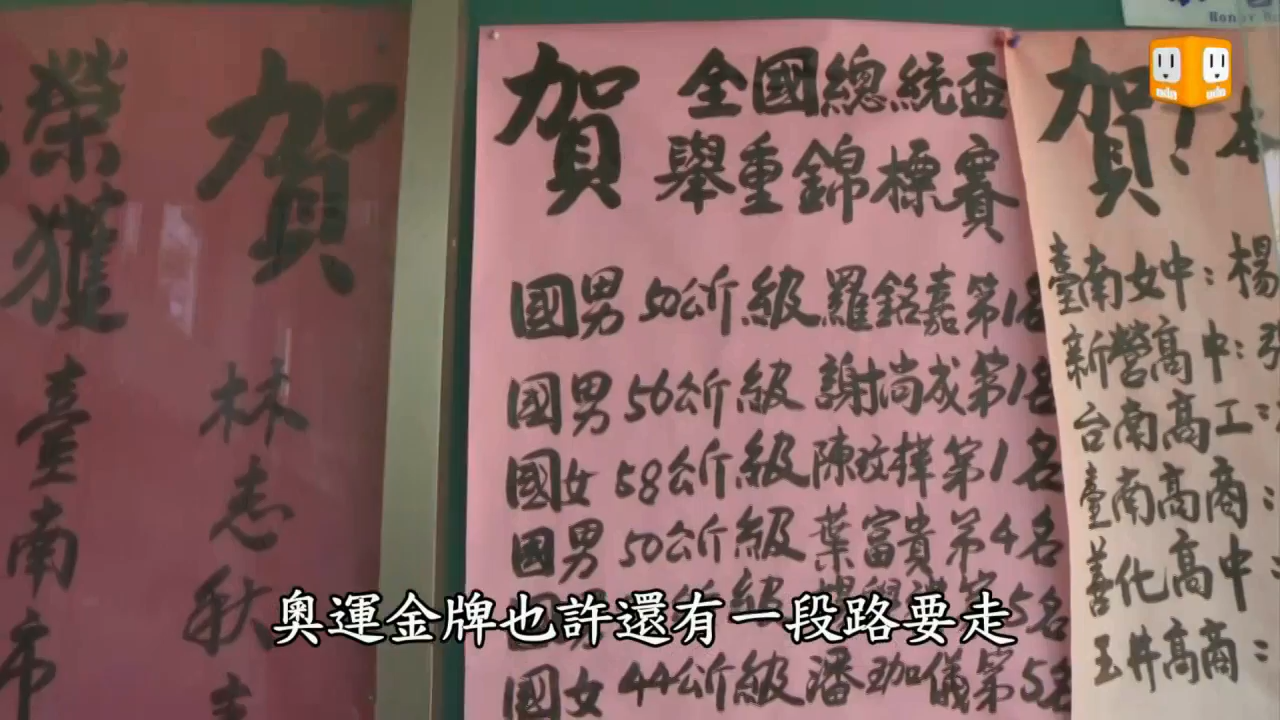 榮獲臺南市
賀
林志秋
賀
全國總統盃
舉重錦標賽
國男 50公斤級 羅銘嘉 第1名
國男 56公斤級 謝尚成 第1名
國女 58公斤級 陳玟樺 第1名
國男 50公斤級 葉富貴 第4名
第5名
國女 44公斤級 潘珈儀 第5名
賀！本
臺南女中：楊
新營高中：
台南高工：
臺南高商：
善化高中：
玉井高商：
奧運金牌也許還有一段路要走
udn udn